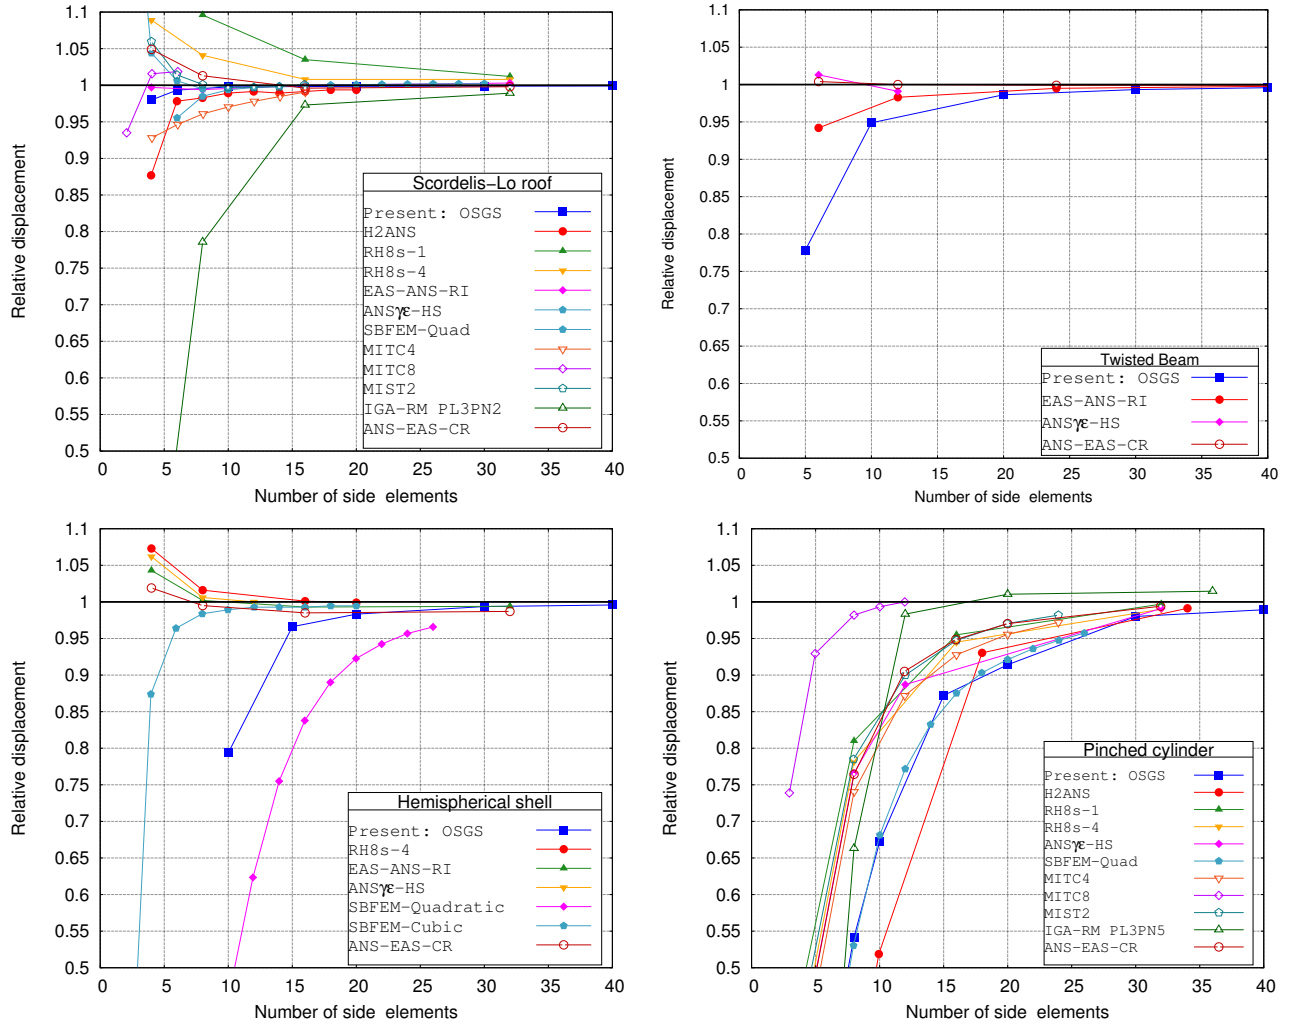 1.1
1.05
1
0.95
0.9
0.85
0.8
0.75
0.7
0.65
0.6
0.55
0.5
0 5 10 15 20 25 30 35 40
Relative displacement
Number of side elements
Scordelis−Lo roof
Present: OSGS
H2ANS
RH8s-1
RH8s-4
EAS-ANS-RI
ANSγε-HS
SBFEM-Quad
MITC4
MITC8
MIST2
IGA-RM PL3PN2
ANS-EAS-CR
1.1
1.05
1
0.95
0.9
0.85
0.8
0.75
0.7
0.65
0.6
0.55
0.5
0 5 10 15 20 25 30 35 40
Relative displacement
Number of side elements
Twisted Beam
Present: OSGS
EAS-ANS-RI
ANSγε-HS
ANS-EAS-CR
1.1
1.05
1
0.95
0.9
0.85
0.8
0.75
0.7
0.65
0.6
0.55
0.5
0 5 10 15 20 25 30 35 40
Relative displacement
Number of side elements
Hemispherical shell
Present: OSGS
RH8s-4
EAS-ANS-RI
ANSγε-HS
SBFEM-Quadratic
SBFEM-Cubic
ANS-EAS-CR
1.1
1.05
1
0.95
0.9
0.85
0.8
0.75
0.7
0.65
0.6
0.55
0.5
0 5 10 15 20 25 30 35 40
Relative displacement
Number of side elements
Pinched cylinder
Present: OSGS
H2ANS
RH8s-1
RH8s-4
ANSγε-HS
SBFEM-Quad
MITC4
MITC8
MIST2
IGA-RM PL3PN5
ANS-EAS-CR